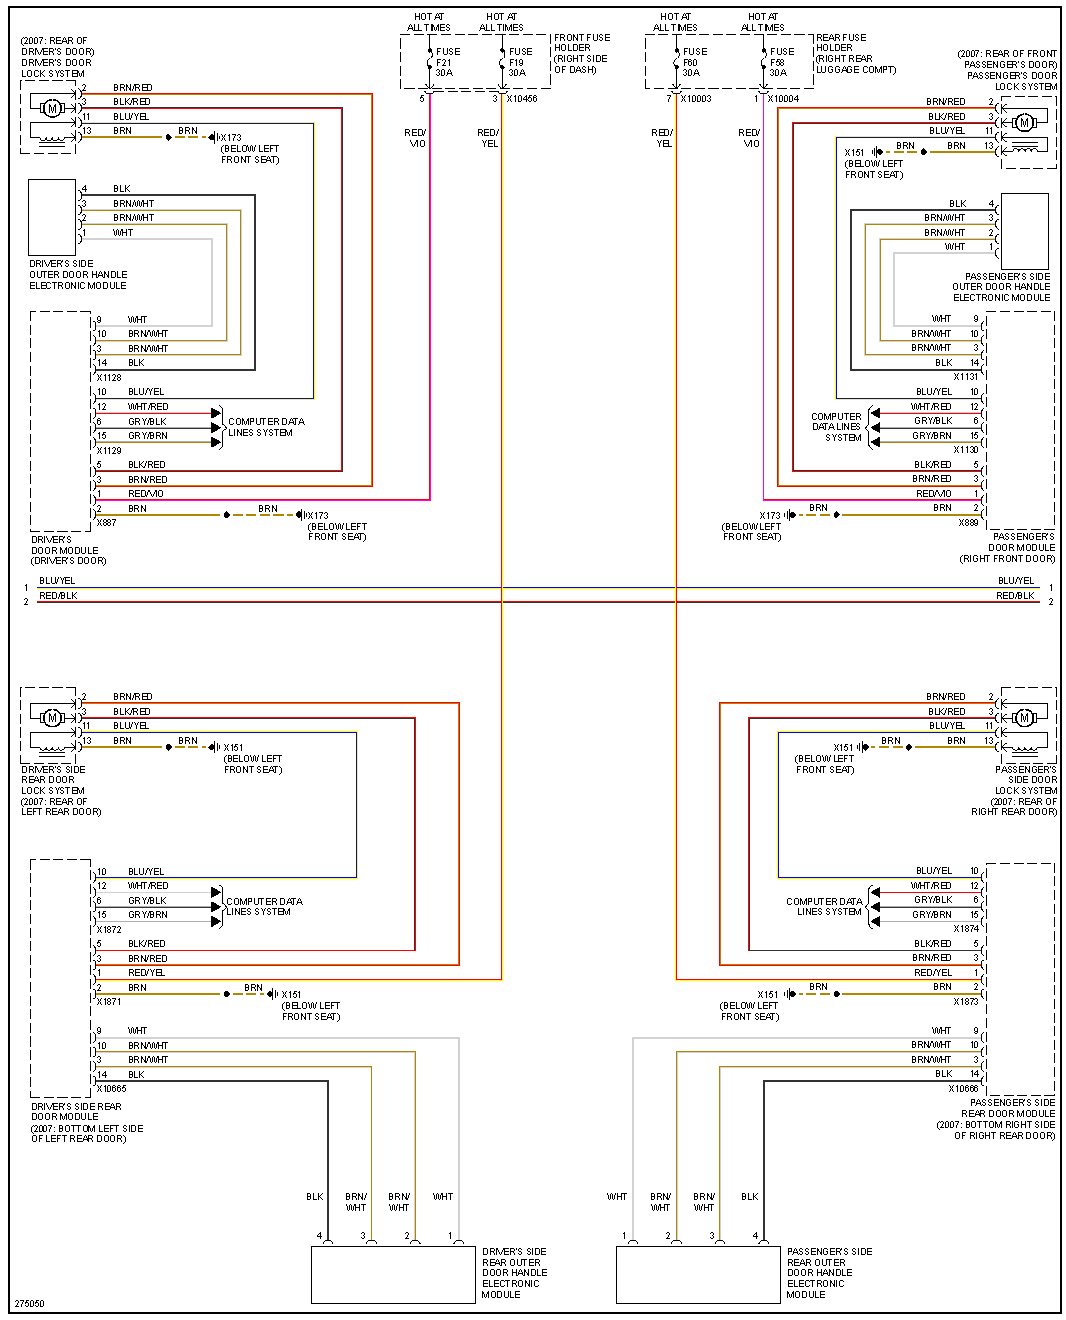 HOT AT
ALL TIMES
HOT AT
ALL TIMES
HOT AT
ALL TIMES
HOT AT
ALL TIMES
FUSE
F21
30A
FUSE
F19
30A
FRONT FUSE
HOLDER
(RIGHT SIDE
OF DASH)
FUSE
F60
30A
FUSE
F58
30A
REAR FUSE
HOLDER
(RIGHT REAR
LUGGAGE COMPT)
5
3
X10456
7
X10003
1
X10004
RED/
VIO
RED/
YEL
RED/
YEL
RED/
VIO
(2007: REAR OF
DRIVER'S DOOR)
DRIVER'S DOOR
LOCK SYSTEM
M
2 BRN/RED
3 BLK/RED
11 BLU/YEL
13 BRN BRN X173
(BELOW LEFT
FRONT SEAT)
4 BLK
3 BRN/WHT
2 BRN/WHT
1 WHT
DRIVER'S SIDE
OUTER DOOR HANDLE
ELECTRONIC MODULE
9 WHT
10 BRN/WHT
3 BRN/WHT
14 BLK
X1128
10 BLU/YEL
12 WHT/RED
6 GRY/BLK
15 GRY/BRN
X1129
COMPUTER DATA
LINES SYSTEM
5 BLK/RED
3 BRN/RED
1 RED/VIO
2 BRN BRN X173
X887
(BELOW LEFT
FRONT SEAT)
DRIVER'S
DOOR MODULE
(DRIVER'S DOOR)
(2007: REAR OF FRONT
PASSENGER'S DOOR)
PASSENGER'S DOOR
LOCK SYSTEM
M
BRN/RED 2
BLK/RED 3
BLU/YEL 11
X151 BRN BRN 13
(BELOW LEFT
FRONT SEAT)
BLK 4
BRN/WHT 3
BRN/WHT 2
WHT 1
PASSENGER'S SIDE
OUTER DOOR HANDLE
ELECTRONIC MODULE
WHT 9
BRN/WHT 10
BRN/WHT 3
BLK 14
X1131
BLU/YEL 10
WHT/RED 12
GRY/BLK 6
GRY/BRN 15
X1130
COMPUTER
DATA LINES
SYSTEM
BLK/RED 5
BRN/RED 3
RED/VIO 1
X173 BRN BRN 2
X889
(BELOW LEFT
FRONT SEAT)
PASSENGER'S
DOOR MODULE
(RIGHT FRONT DOOR)
1 BLU/YEL BLU/YEL 1
2 RED/BLK RED/BLK 2
M
2 BRN/RED
3 BLK/RED
11 BLU/YEL
13 BRN BRN X151
(BELOW LEFT
FRONT SEAT)
DRIVER'S SIDE
REAR DOOR
LOCK SYSTEM
(2007: REAR OF
LEFT REAR DOOR)
10 BLU/YEL
12 WHT/RED
6 GRY/BLK
15 GRY/BRN
X1872
COMPUTER DATA
LINES SYSTEM
5 BLK/RED
3 BRN/RED
1 RED/YEL
2 BRN BRN X151
X1871
(BELOW LEFT
FRONT SEAT)
9 WHT
10 BRN/WHT
3 BRN/WHT
14 BLK
X10665
DRIVER'S SIDE REAR
DOOR MODULE
(2007: BOTTOM LEFT SIDE
OF LEFT REAR DOOR)
M
BRN/RED 2
BLK/RED 3
BLU/YEL 11
X151 BRN BRN 13
(BELOW LEFT
FRONT SEAT)
PASSENGER'S
SIDE DOOR
LOCK SYSTEM
(2007: REAR OF
RIGHT REAR DOOR)
BLU/YEL 10
WHT/RED 12
GRY/BLK 6
GRY/BRN 15
X1874
COMPUTER DATA
LINES SYSTEM
BLK/RED 5
BRN/RED 3
RED/YEL 1
X151 BRN BRN 2
X1873
(BELOW LEFT
FRONT SEAT)
WHT 9
BRN/WHT 10
BRN/WHT 3
BLK 14
X10666
PASSENGER'S SIDE
REAR DOOR MODULE
(2007: BOTTOM RIGHT SIDE
OF RIGHT REAR DOOR)
BLK
BRN/
WHT
BRN/
WHT
WHT
4 3 2 1
DRIVER'S SIDE
REAR OUTER
DOOR HANDLE
ELECTRONIC
MODULE
WHT
BRN/
WHT
BRN/
WHT
BLK
1 2 3 4
PASSENGER'S SIDE
REAR OUTER
DOOR HANDLE
ELECTRONIC
MODULE
275050